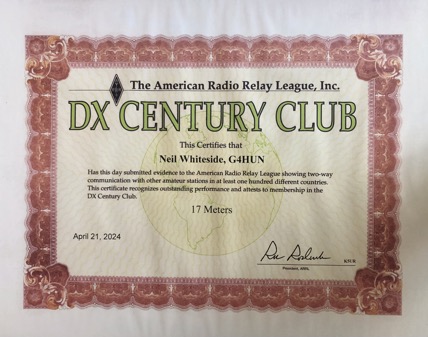 The American Radio Relay League, Inc.
DX CENTURY CLUB
This Certifies that
Neil Whiteside, G4HUN
Has this day submitted evidence to the American Radio Relay League showing two-way
communication with other amateur stations in at least one hundred different countries.
This certificate recognizes outstanding performance and attests to membership in the
DX Century Club.
17 Meters
April 21, 2024
President, ARRL